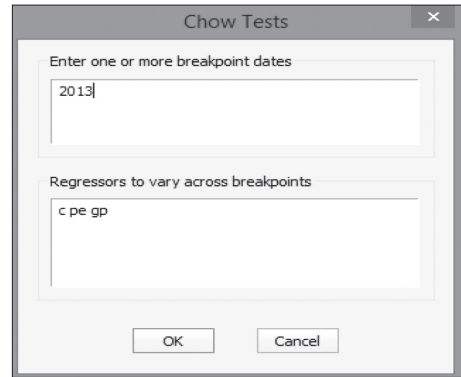 Chow Tests
×
Enter one or more breakpoint dates
2013
Regressors to vary across breakpoints
c pe gp
OK
Cancel